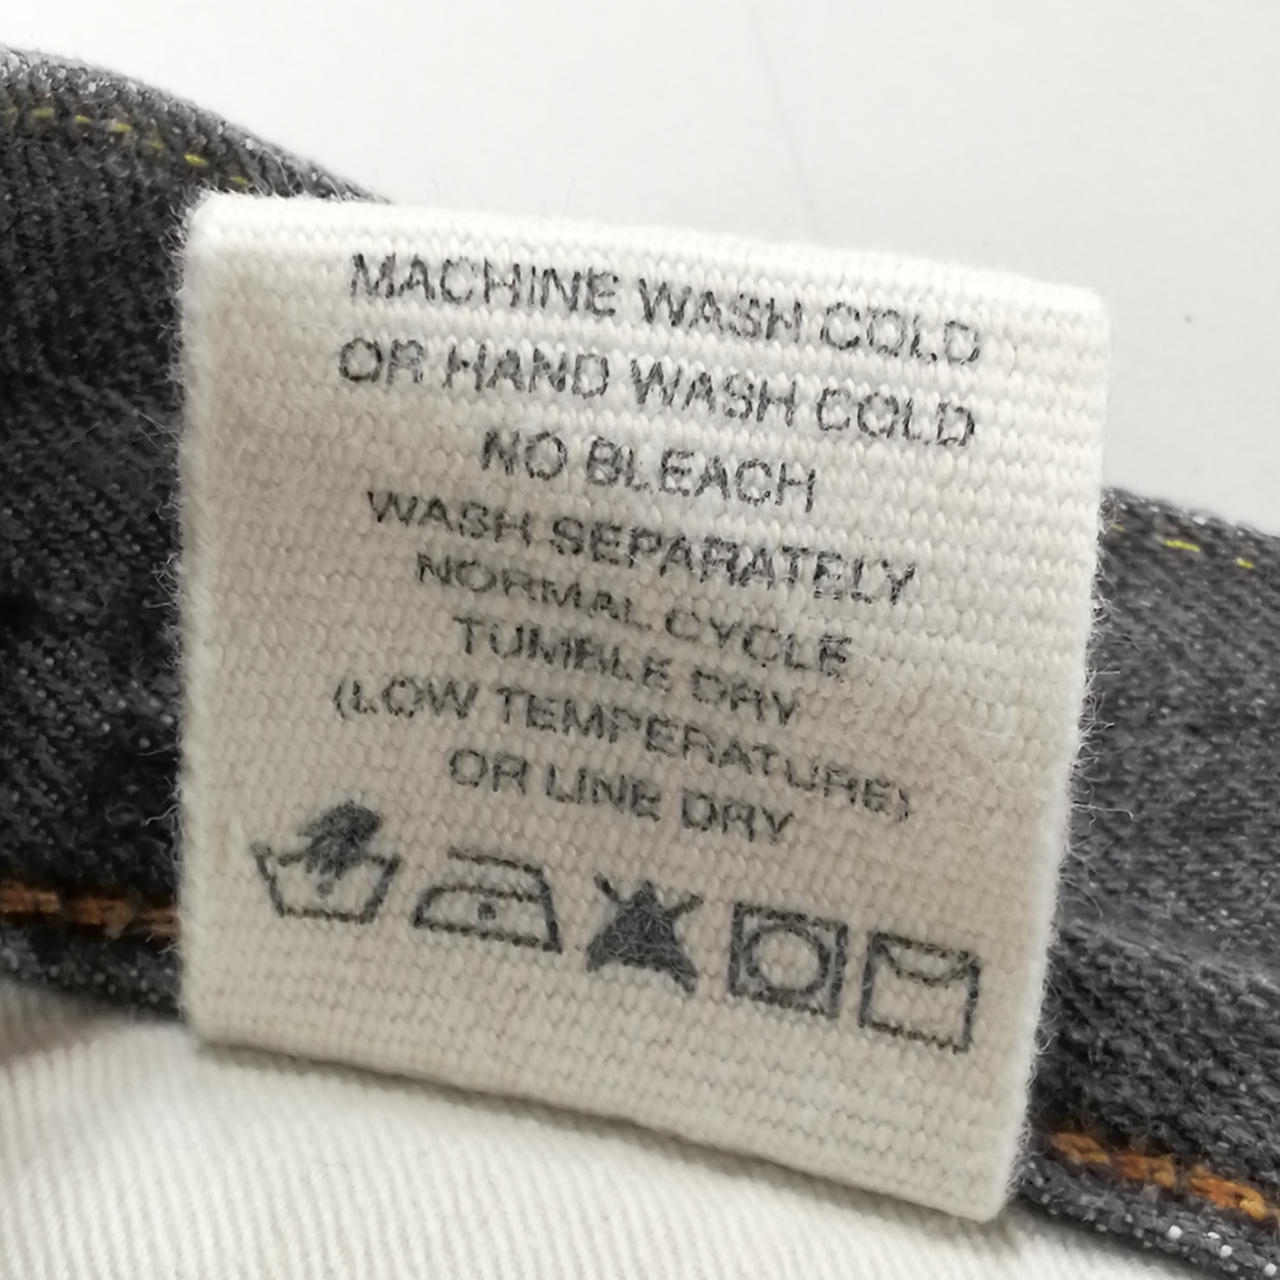 MACHINE WASH COLD
OR HAND WASH COLD
NO BLEACH
WASH SEPARATELY
NORMAL CYCLE
TUMBLE DRY
(LOW TEMPERATURE)
OR LINE DRY